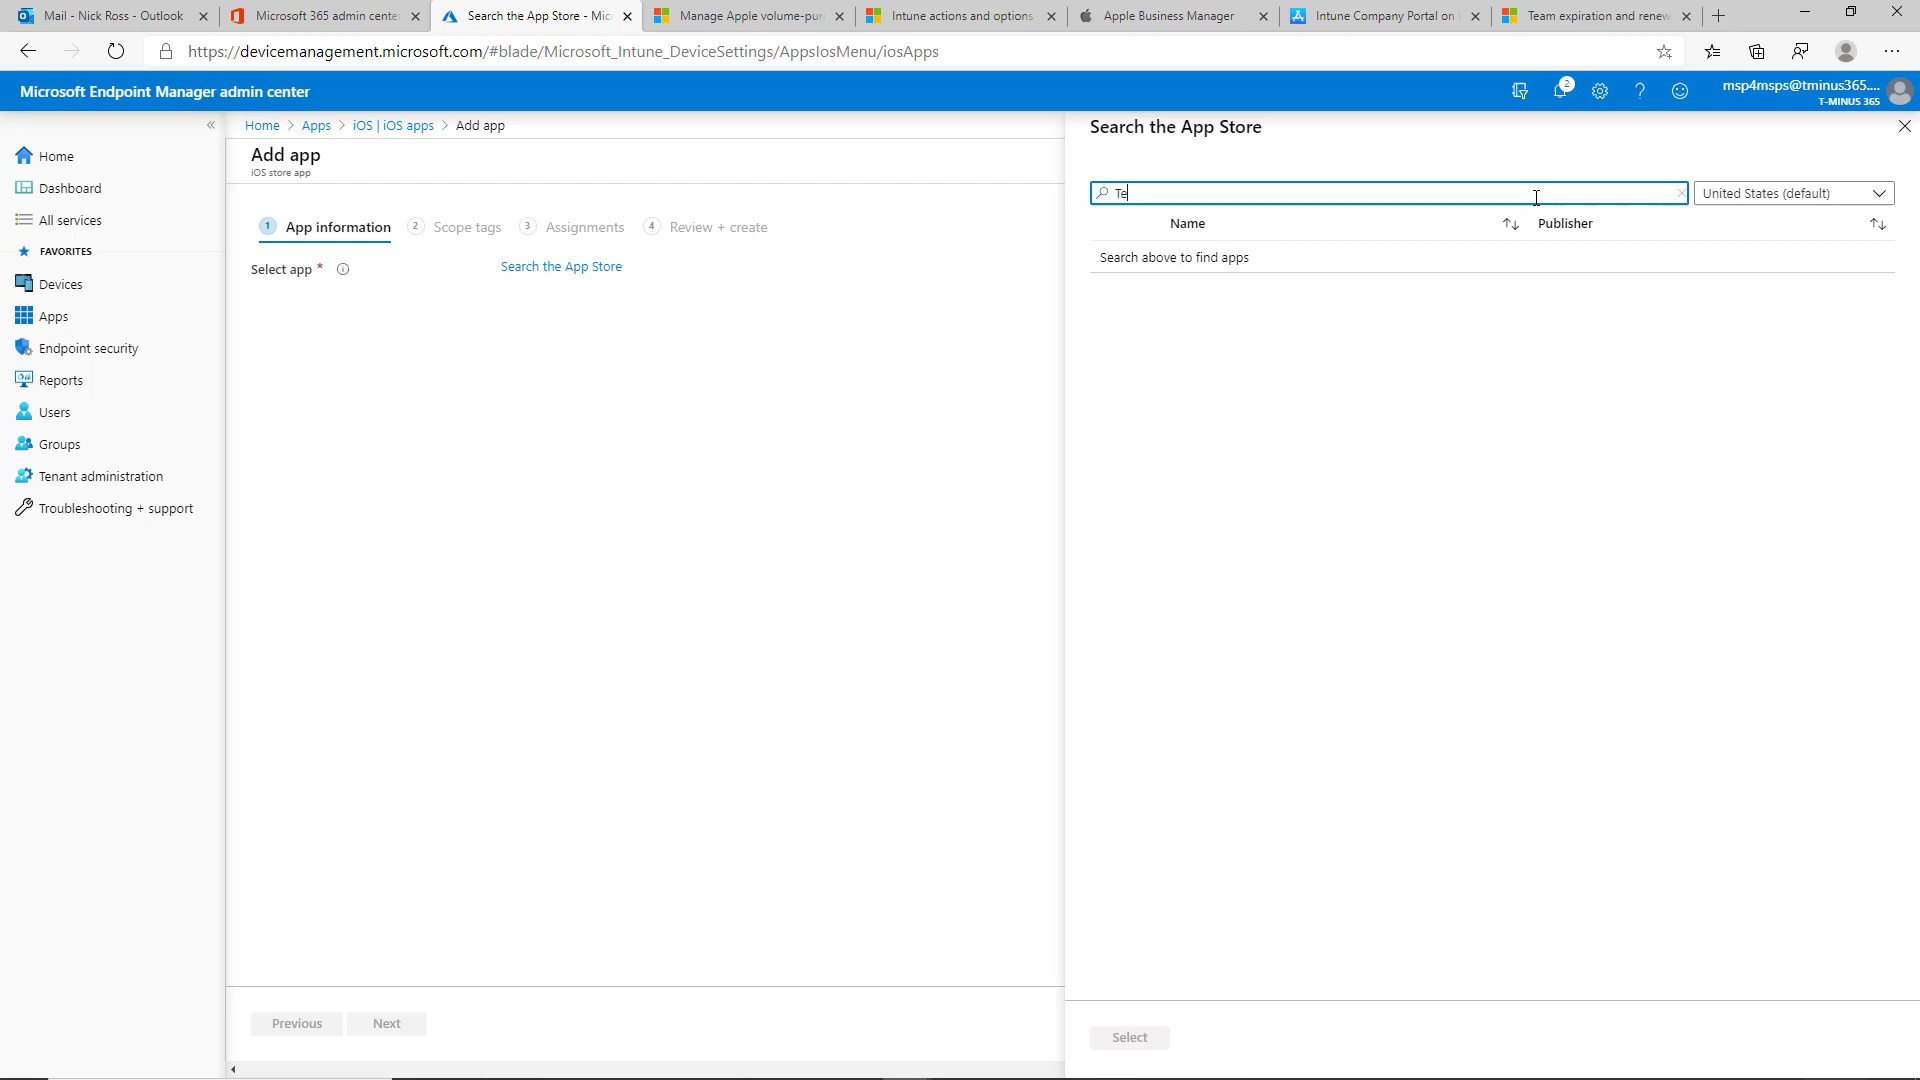 Mail - Nick Ross - Outlook
Microsoft 365 admin center
Search the App Store - Mic
Manage Apple volume-pur
Intune actions and options
Apple Business Manager
Intune Company Portal on
Team expiration and renew
https://devicemanagement.microsoft.com/#blade/Microsoft_Intune_DeviceSettings/AppsIosMenu/iosApps
Microsoft Endpoint Manager admin center
2
msp4msps@tminus365....
T-MINUS 365
Home
Dashboard
All services
FAVORITES
Devices
Apps
Endpoint security
Reports
Users
Groups
Tenant administration
Troubleshooting + support
Home > Apps > iOS | iOS apps > Add app
Add app
iOS store app
1 App information
2 Scope tags
3 Assignments
4 Review + create
Select app *
Search the App Store
Previous
Next
Search the App Store
Te
United States (default)
Name
Publisher
Search above to find apps
Select